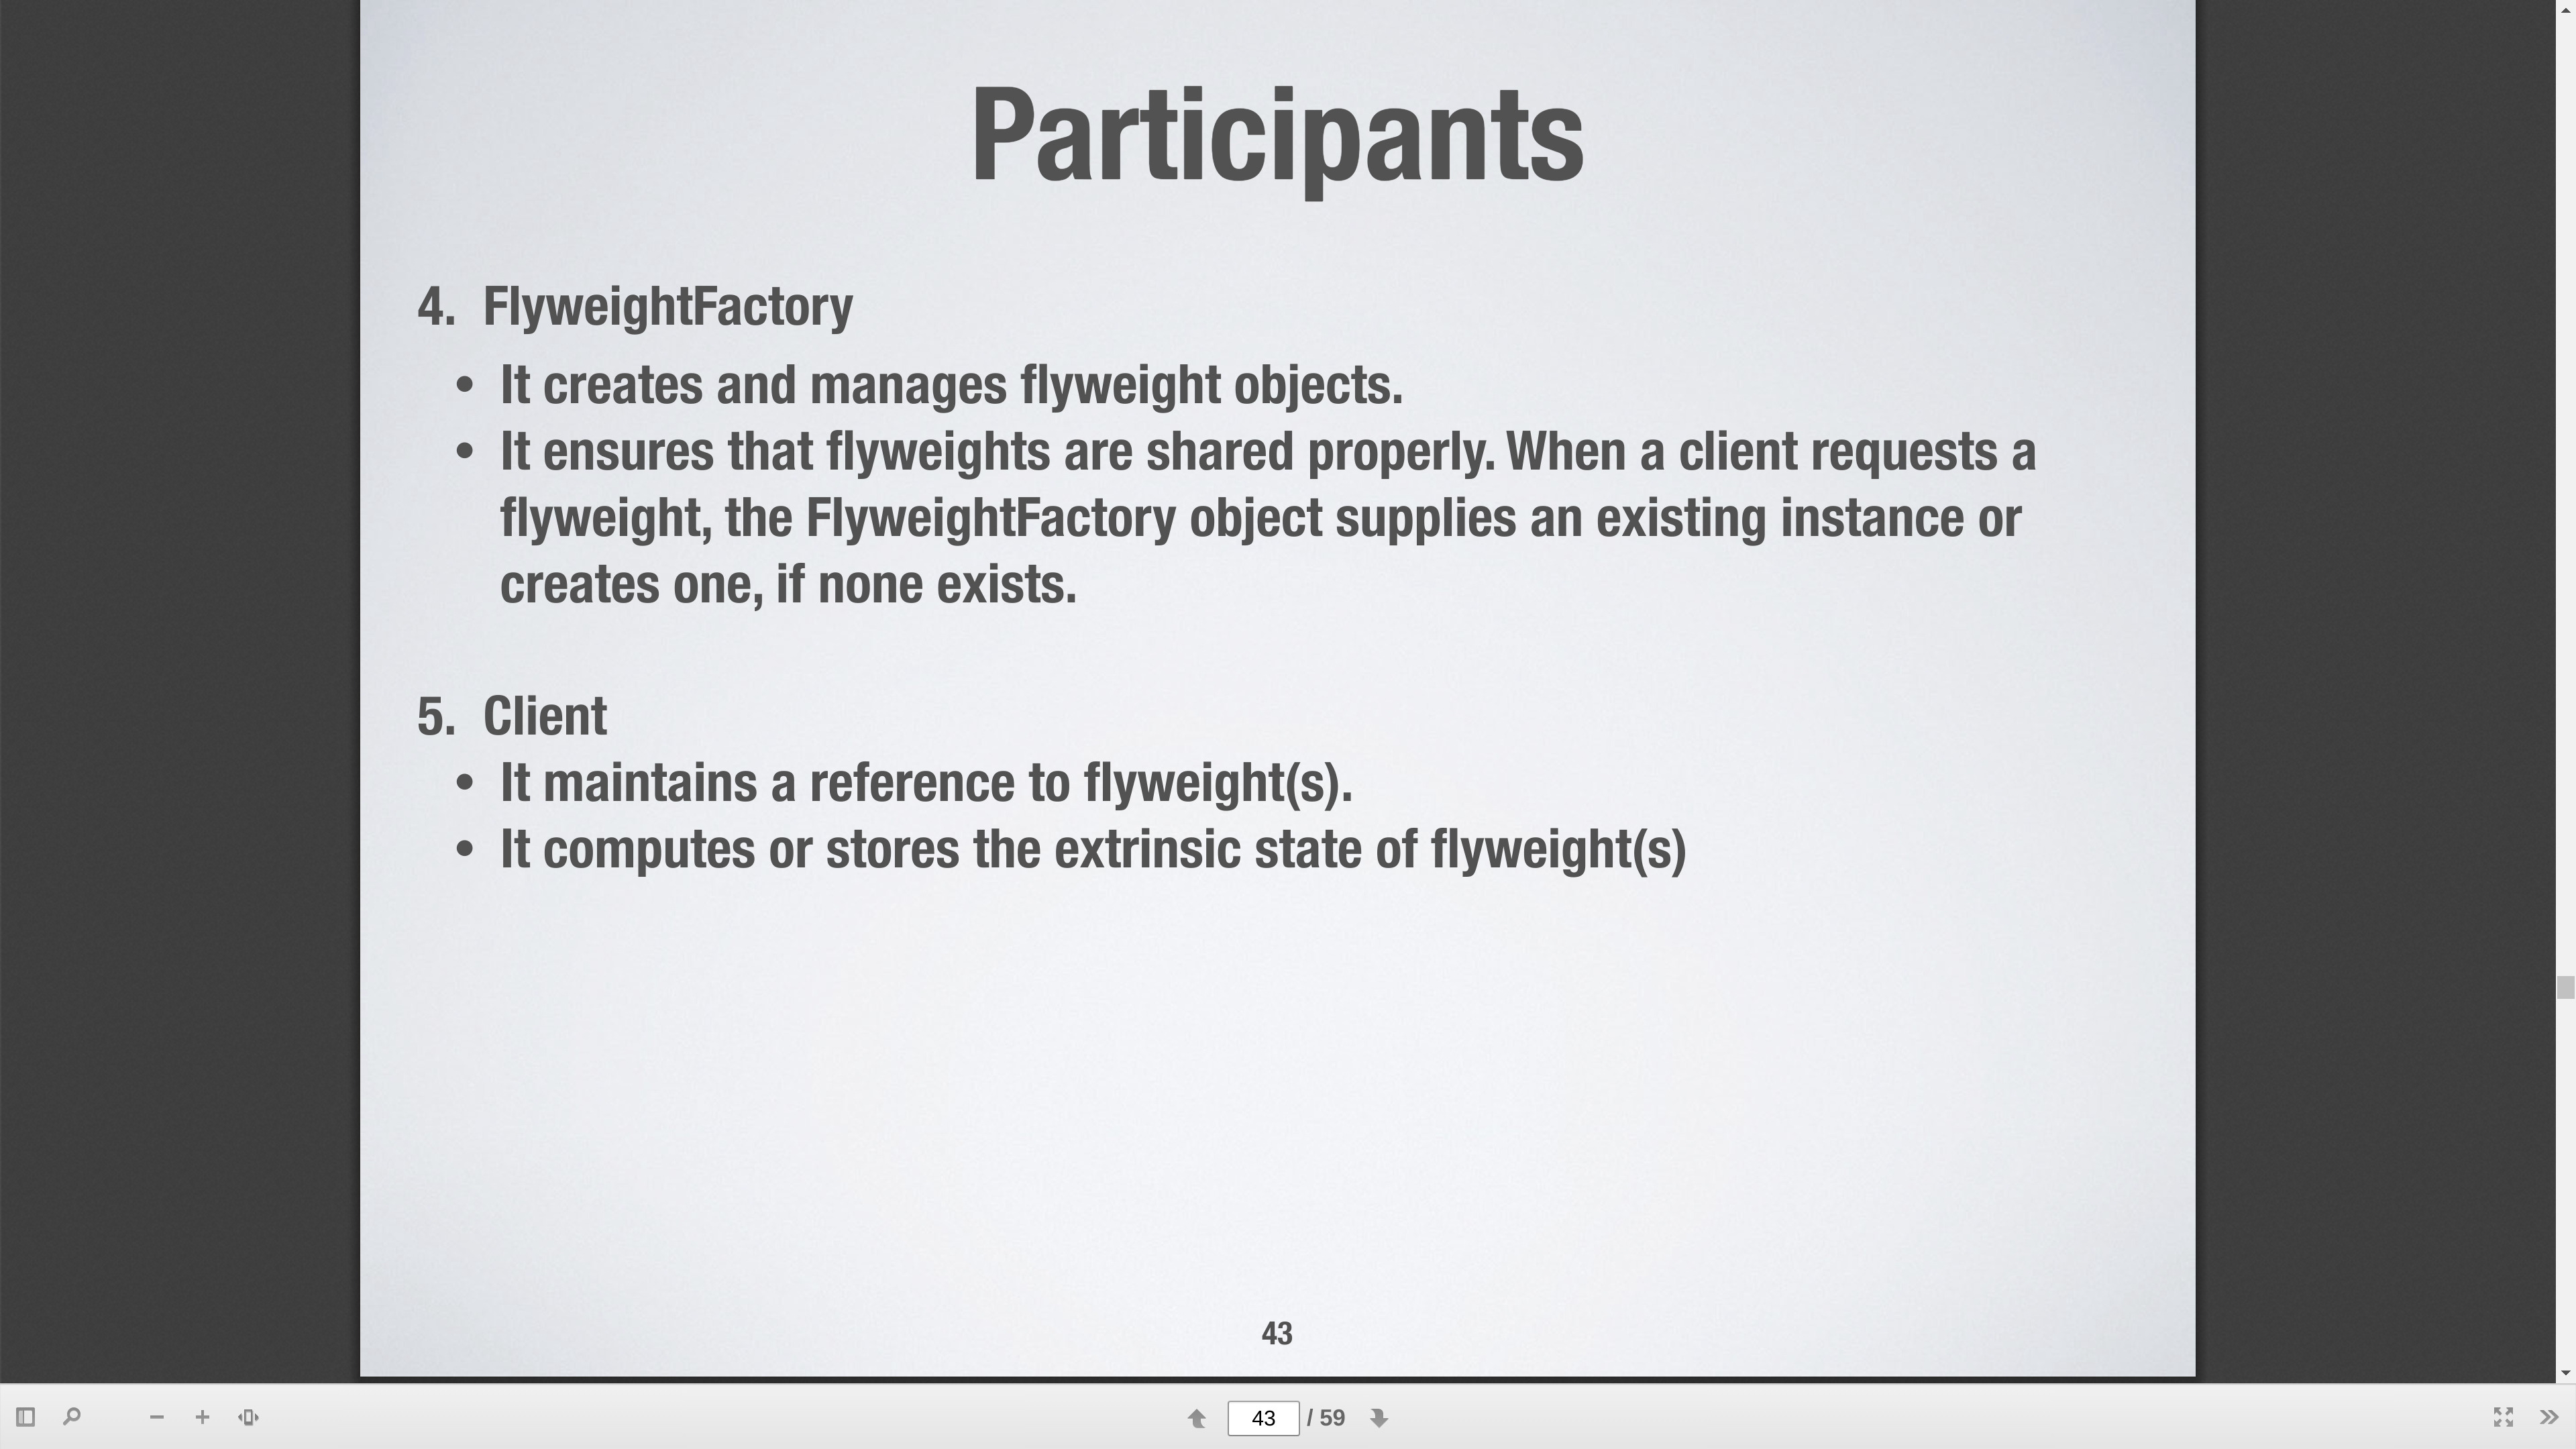 Participants
4. FlyweightFactory
• It creates and manages flyweight objects.
• It ensures that flyweights are shared properly. When a client requests a
flyweight, the FlyweightFactory object supplies an existing instance or
creates one, if none exists.
5. Client
• It maintains a reference to flyweight(s).
• It computes or stores the extrinsic state of flyweight(s)
43
43 / 59